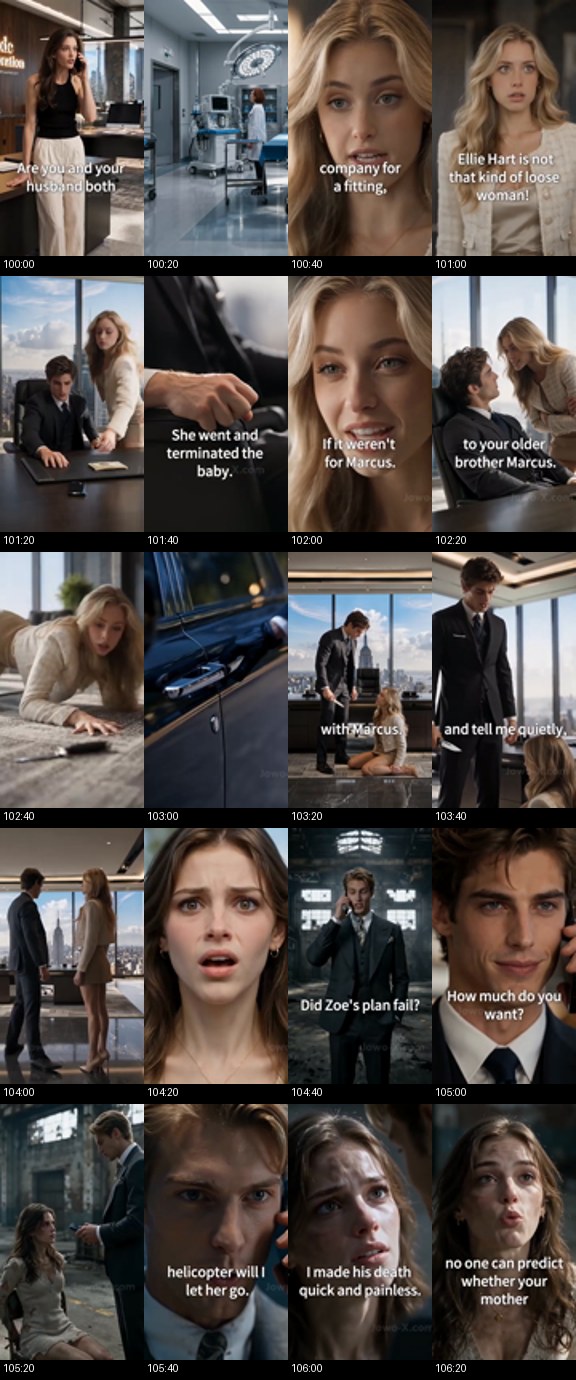 Are you and your
husband both
company for
a fitting,
Ellie Hart is not
that kind of loose
woman!
100:00
100:20
100:40
101:00
She went and
terminated the
baby.
If it weren't
for Marcus.
to your older
brother Marcus.
101:20
101:40
102:00
102:20
with Marcus.
and tell me quietly,
102:40
103:00
103:20
103:40
Did Zoe's plan fail?
How much do you
want?
104:00
104:20
104:40
105:00
helicopter will I
let her go.
I made his death
quick and painless.
no one can predict
whether your
mother
105:20
105:40
106:00
106:20